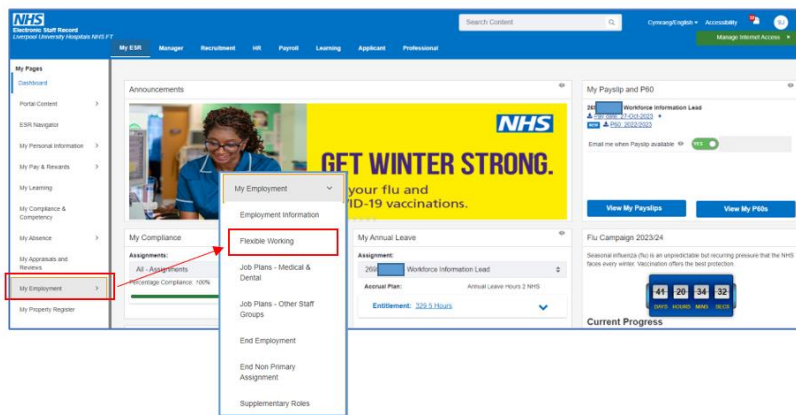 NHS
Electronic Staff Record
Liverpool University Hospitals NHS FT
Search Content
Cymraeg/English
Accessibility
SJ
Manage Internet Access ×
My ESR Manager Recruitment HR Payroll Learning Applicant Professional
My Pages
Dashboard
Portal Content
ESR Navigator
My Personal Information
My Pay & Rewards
My Learning
My Compliance &
Competency
My Absence
My Appraisals and
Reviews
My Employment
My Property Register
Announcements
NHS
GET WINTER STRONG.
your flu and
ID-19 vaccinations.
My Employment
Employment Information
Flexible Working
Job Plans - Medical &
Dental
Job Plans - Other Staff
Groups
End Employment
End Non Primary
Assignment
Supplementary Roles
My Compliance
Assignments:
All - Assignments
Percentage Compliance: 100%
My Annual Leave
Assignment:
269 Workforce Information Lead
Accrual Plan: Annual Leave Hours 2 NHS
Entitlement: 329.5 Hours
My Payslip and P60
269 Workforce Information Lead
Pay date: 27-Oct-2023
P60: 2022/2023
Email me when Payslip available YES
View My Payslips
View My P60s
Flu Campaign 2023/24
Seasonal influenza (flu) is an unpredictable but recurring pressure that the NHS
faces every winter. Vaccination offers the best protection.
41 20 34 32
DAYS HOURS MINS SECS
Current Progress